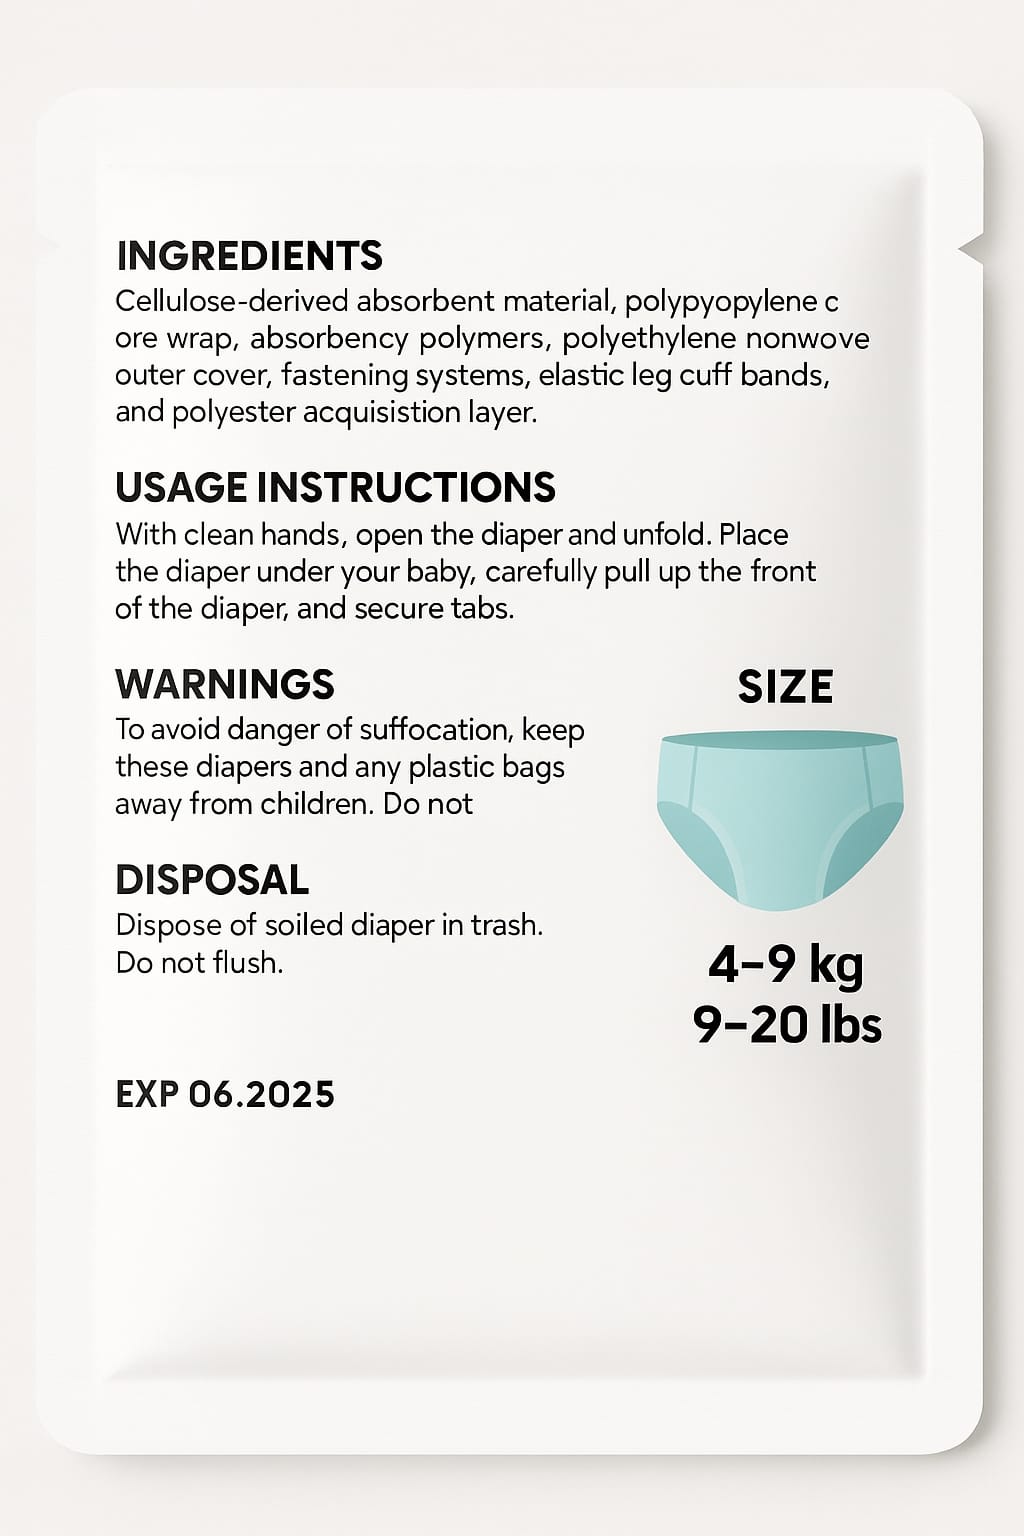 INGREDIENTS
Cellulose-derived absorbent material, polypyopylene c
ore wrap, absorbency polymers, polyethylene nonwove
outer cover, fastening systems, elastic leg cuff bands,
and polyester acquisistion layer.
USAGE INSTRUCTIONS
With clean hands, open the diaper and unfold. Place
the diaper under your baby, carefully pull up the front
of the diaper, and secure tabs.
WARNINGS
To avoid danger of suffocation, keep
these diapers and any plastic bags
away from children. Do not
DISPOSAL
Dispose of soiled diaper in trash.
Do not flush.
SIZE
4–9 kg
9–20 lbs
EXP 06.2025